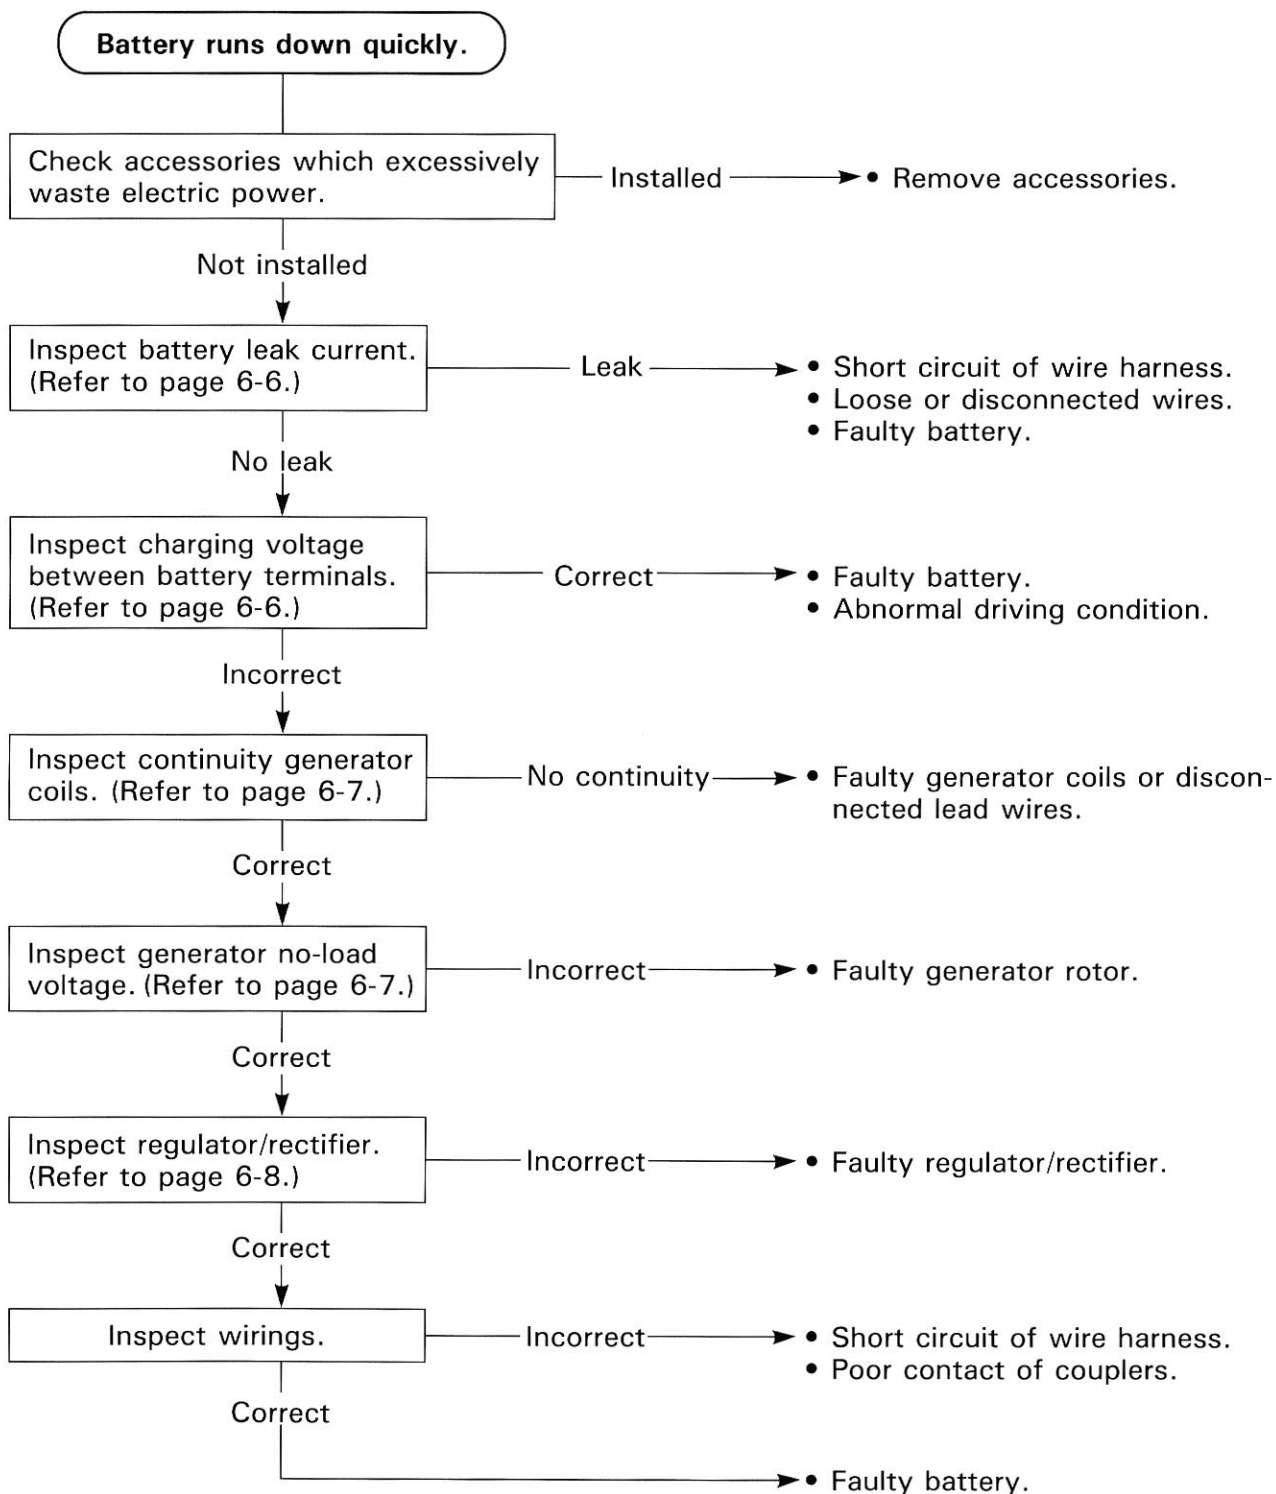 Battery runs down quickly.
Check accessories which excessively
waste electric power.
Installed
• Remove accessories.
Not installed
Inspect battery leak current.
(Refer to page 6-6.)
Leak
• Short circuit of wire harness.
• Loose or disconnected wires.
• Faulty battery.
No leak
Inspect charging voltage
between battery terminals.
(Refer to page 6-6.)
Correct
• Faulty battery.
• Abnormal driving condition.
Incorrect
Inspect continuity generator
coils. (Refer to page 6-7.)
No continuity
• Faulty generator coils or discon-
nected lead wires.
Correct
Inspect generator no-load
voltage. (Refer to page 6-7.)
Incorrect
• Faulty generator rotor.
Correct
Inspect regulator/rectifier.
(Refer to page 6-8.)
Incorrect
• Faulty regulator/rectifier.
Correct
Inspect wirings.
Incorrect
• Short circuit of wire harness.
• Poor contact of couplers.
Correct
• Faulty battery.